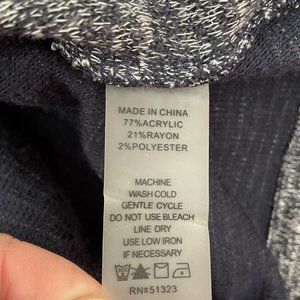 MADE IN CHINA
77%ACRYLIC
21%RAYON
2%POLYESTER
MACHINE
WASH COLD
GENTLE CYCLE
DO NOT USE BLEACH
LINE DRY
USE LOW IRON
IF NECESSARY
RN#51323